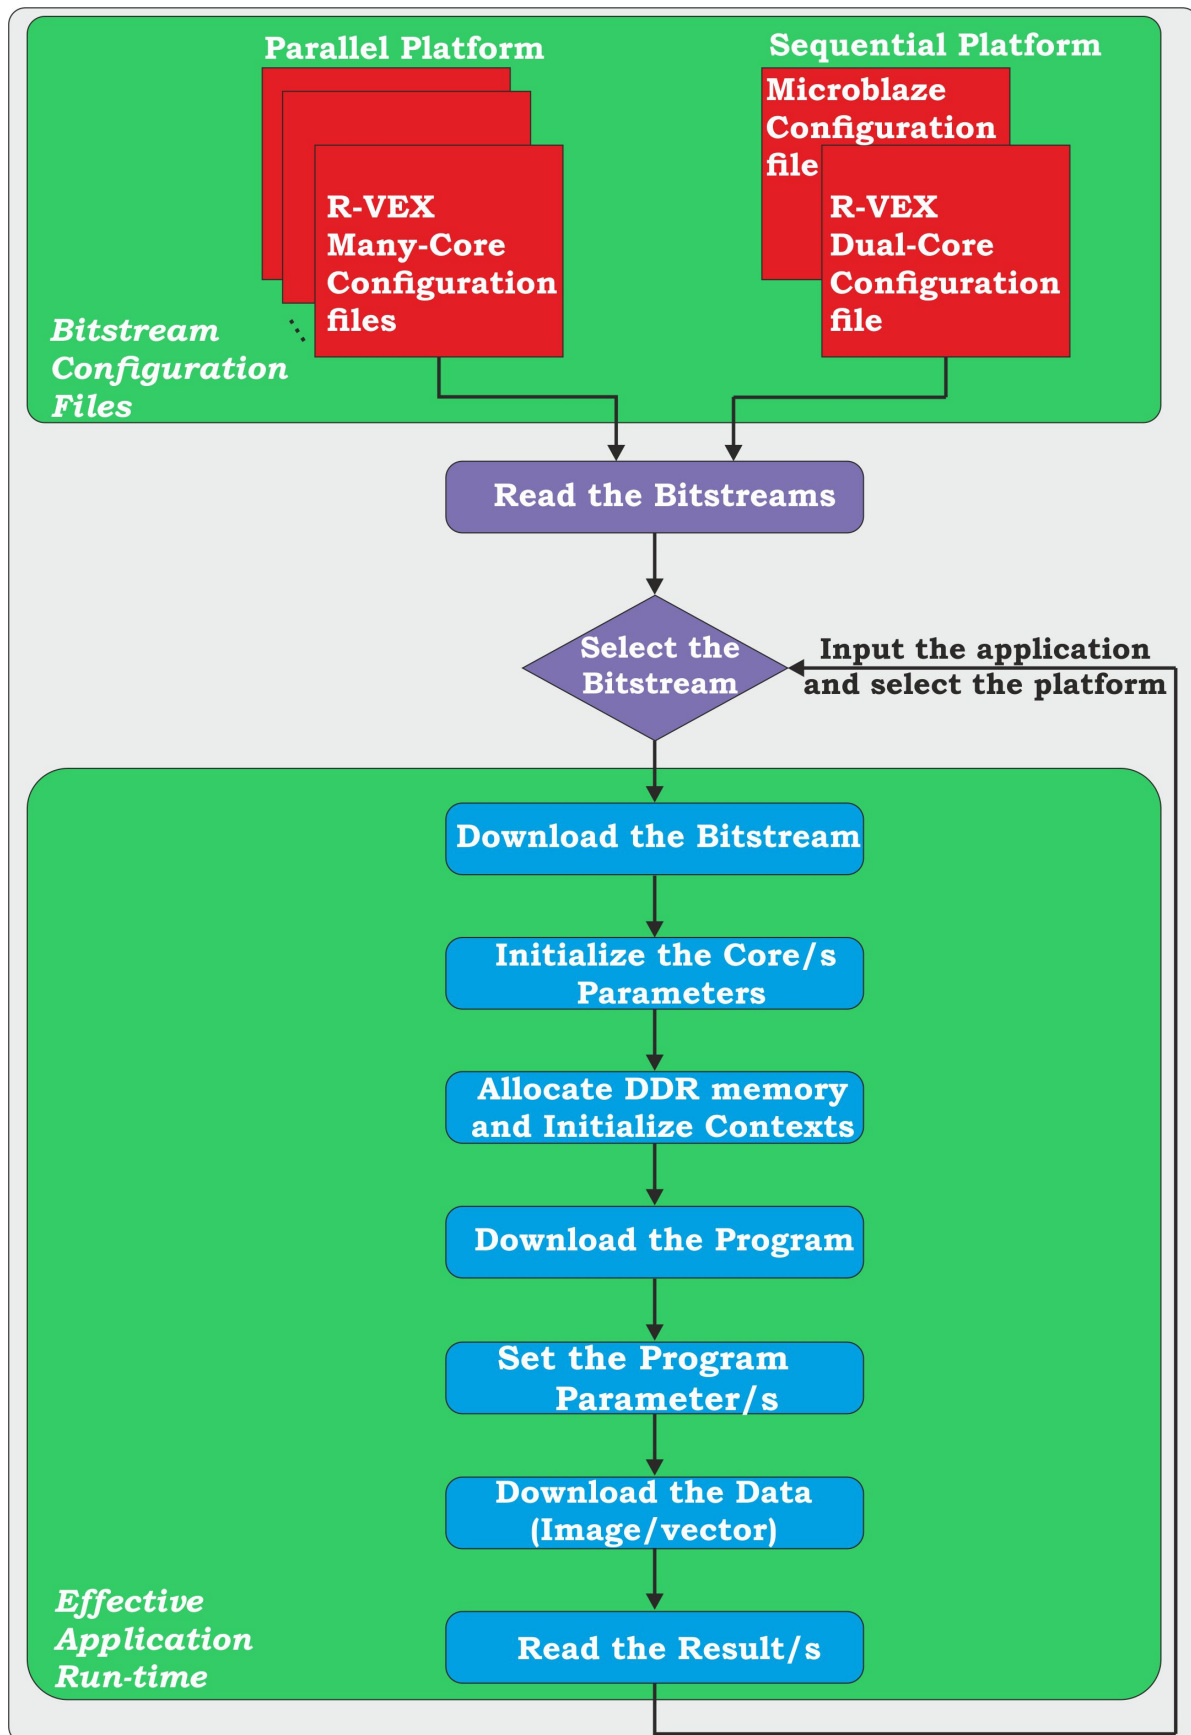 Parallel Platform
Sequential Platform
R-VEX
Many-Core
Configuration
files
Microblaze
Configuration
file
R-VEX
Dual-Core
Configuration
file
Bitstream
Configuration
Files
Read the Bitstreams
Select the
Bitstream
Input the application
and select the platform
Download the Bitstream
Initialize the Core/s
Parameters
Allocate DDR memory
and Initialize Contexts
Download the Program
Set the Program
Parameter/s
Download the Data
(Image/vector)
Read the Result/s
Effective
Application
Run-time